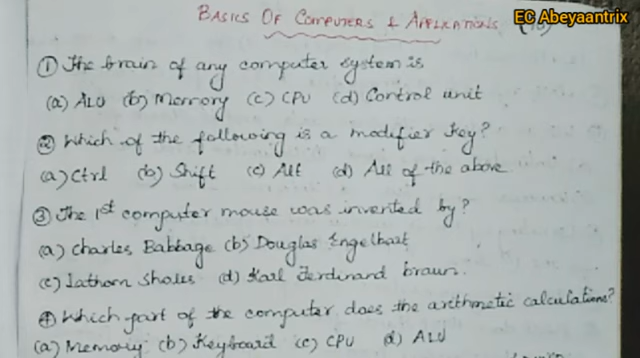 EC Abeyaantrix
BASICS OF COMPUTERS & APPLICATIONS
① The brain of any computer system is
(a) ALU (b) Memory (c) CPU (d) Control unit
② Which of the following is a modifier key?
(a) Ctrl (b) Shift (c) Alt (d) All of the above
③ The 1st computer mouse was invented by?
(a) Charles Babbage (b) Douglas Engelbart
(c) Lathom Sholes (d) Karl Ferdinand braun.
④ Which part of the computer does the arithmetic calculations?
(a) Memory (b) Keyboard (c) CPU (d) ALU